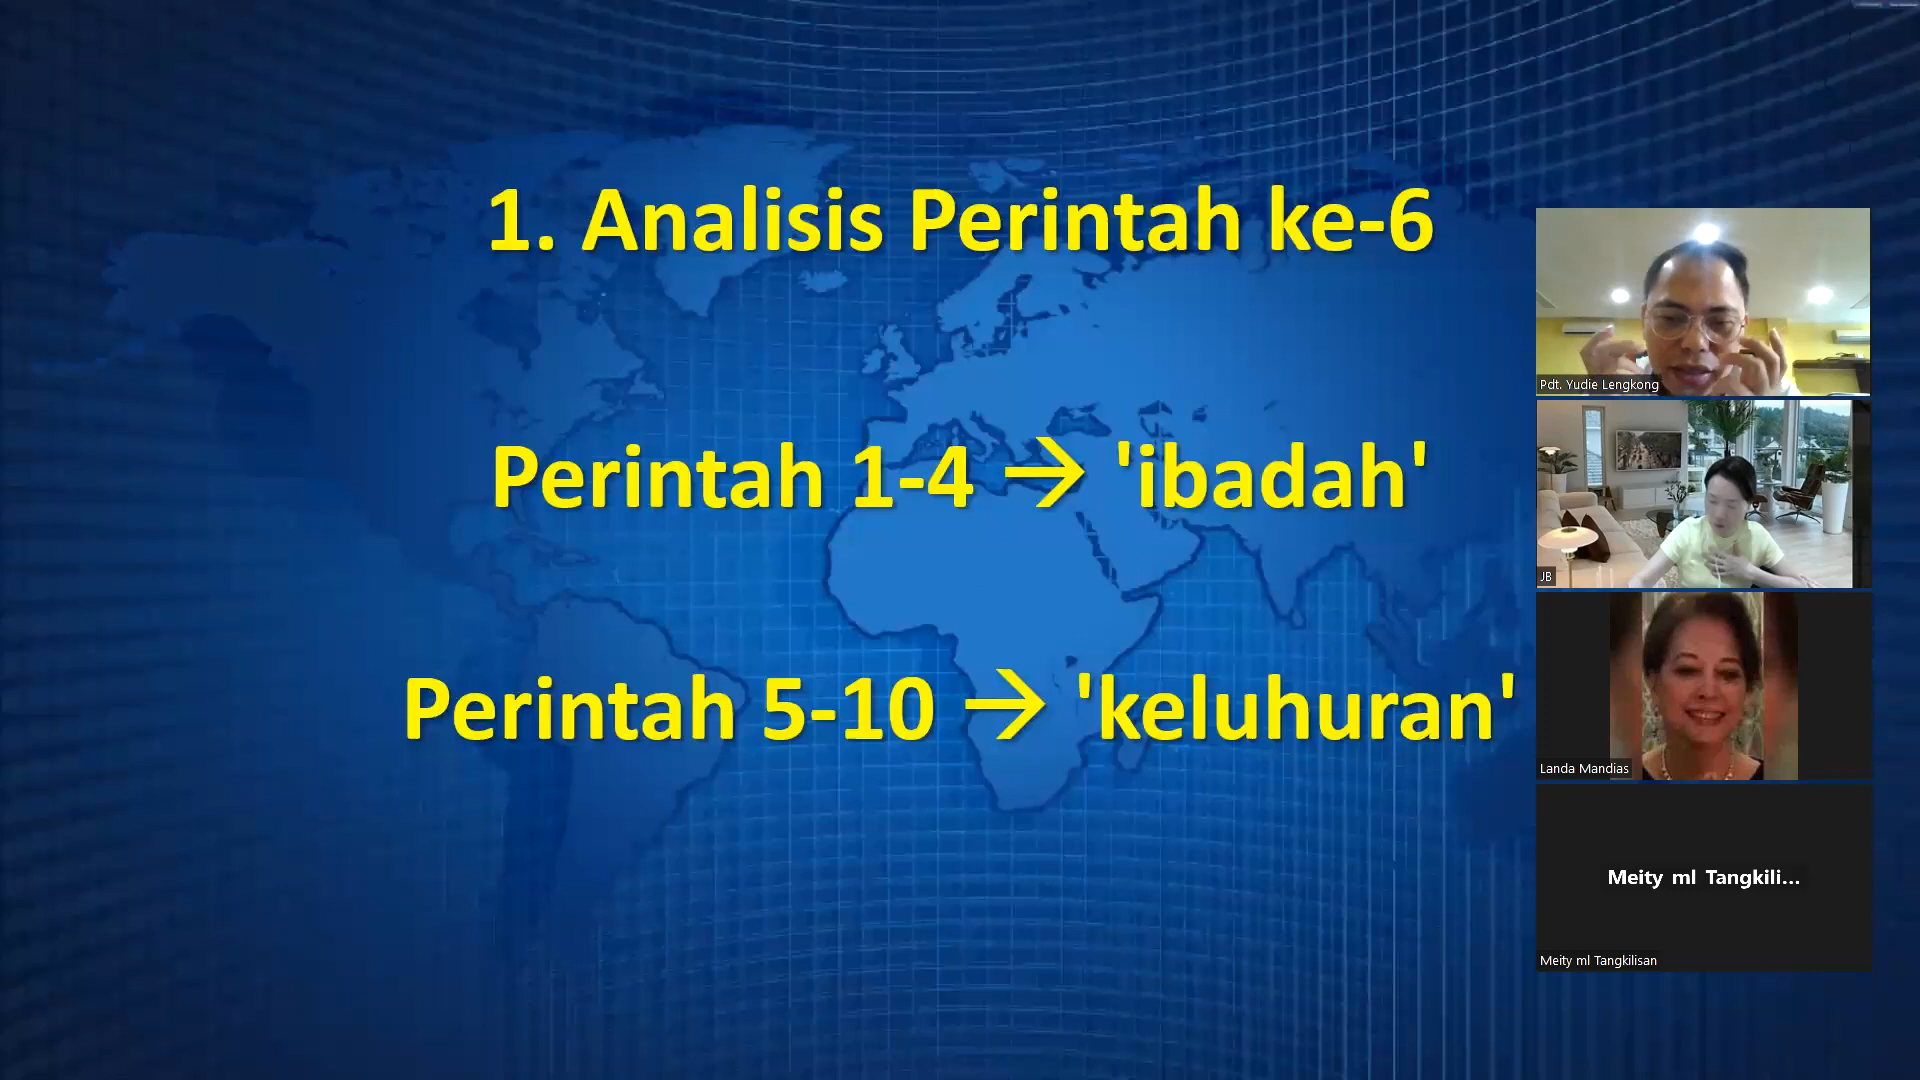 1. Analisis Perintah ke-6
Perintah 1-4 → 'ibadah'
Perintah 5-10 → 'keluhuran'
Pdt. Yudie Lengkong
JB
Landa Mandias
Meity ml Tangkili...
Meity ml Tangkilisan